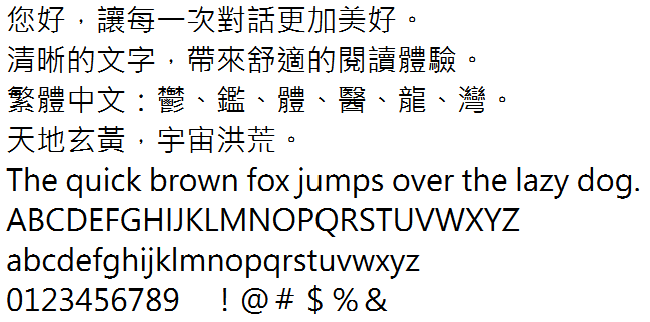 您好，讓每一次對話更加美好。
清晰的文字，帶來舒適的閱讀體驗。
繁體中文：鬱、鑑、體、醫、龍、灣。
天地玄黃，宇宙洪荒。
The quick brown fox jumps over the lazy dog.
ABCDEFGHIJKLMNOPQRSTUVWXYZ
abcdefghijklmnopqrstuvwxyz
0123456789　！＠＃＄％＆